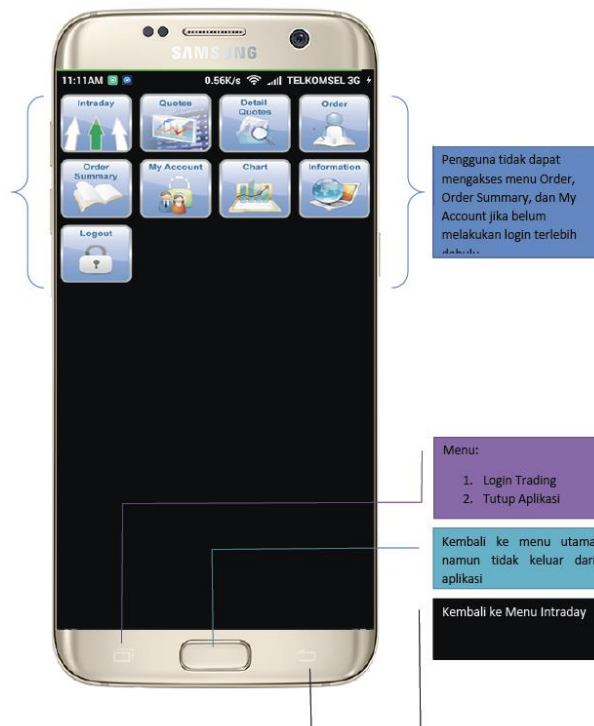 SAMSUNG
11:11AM
0.56K/s
TELKOMSEL 3G
Intraday
Quotes
Detail
Quotes
Order
Order
Summary
My Account
Chart
Information
Logout
Pengguna tidak dapat
mengakses menu Order,
Order Summary, dan My
Account jika belum
melakukan login terlebih
Menu:
1. Login Trading
2. Tutup Aplikasi
Kembali ke menu utama
namun tidak keluar dari
aplikasi
Kembali ke Menu Intraday